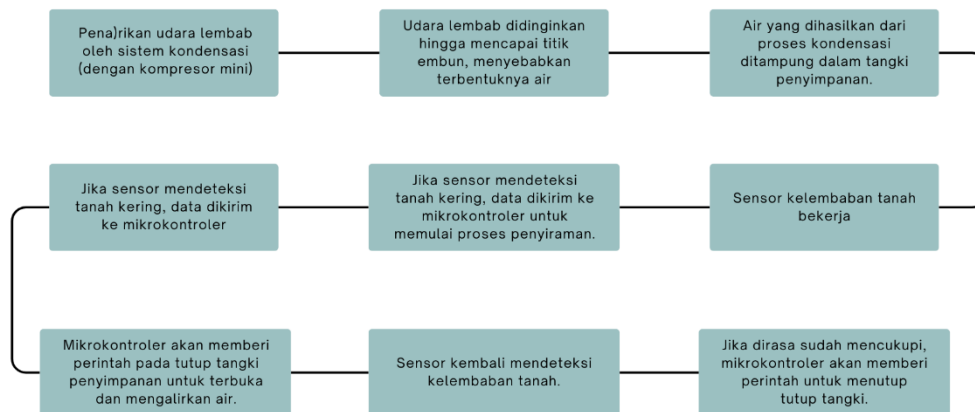 Pena)rikan udara lembab
oleh sistem kondensasi
(dengan kompresor mini)
Udara lembab didinginkan
hingga mencapai titik
embun, menyebabkan
terbentuknya air
Air yang dihasilkan dari
proses kondensasi
ditampung dalam tangki
penyimpanan.
Sensor kelembaban tanah
bekerja
Jika sensor mendeteksi
tanah kering, data dikirim ke
mikrokontroler untuk
memulai proses penyiraman.
Jika sensor mendeteksi
tanah kering, data dikirim
ke mikrokontroler
Mikrokontroler akan memberi
perintah pada tutup tangki
penyimpanan untuk terbuka
dan mengalirkan air.
Sensor kembali mendeteksi
kelembaban tanah.
Jika dirasa sudah mencukupi,
mikrokontroler akan memberi
perintah untuk menutup
tutup tangki.